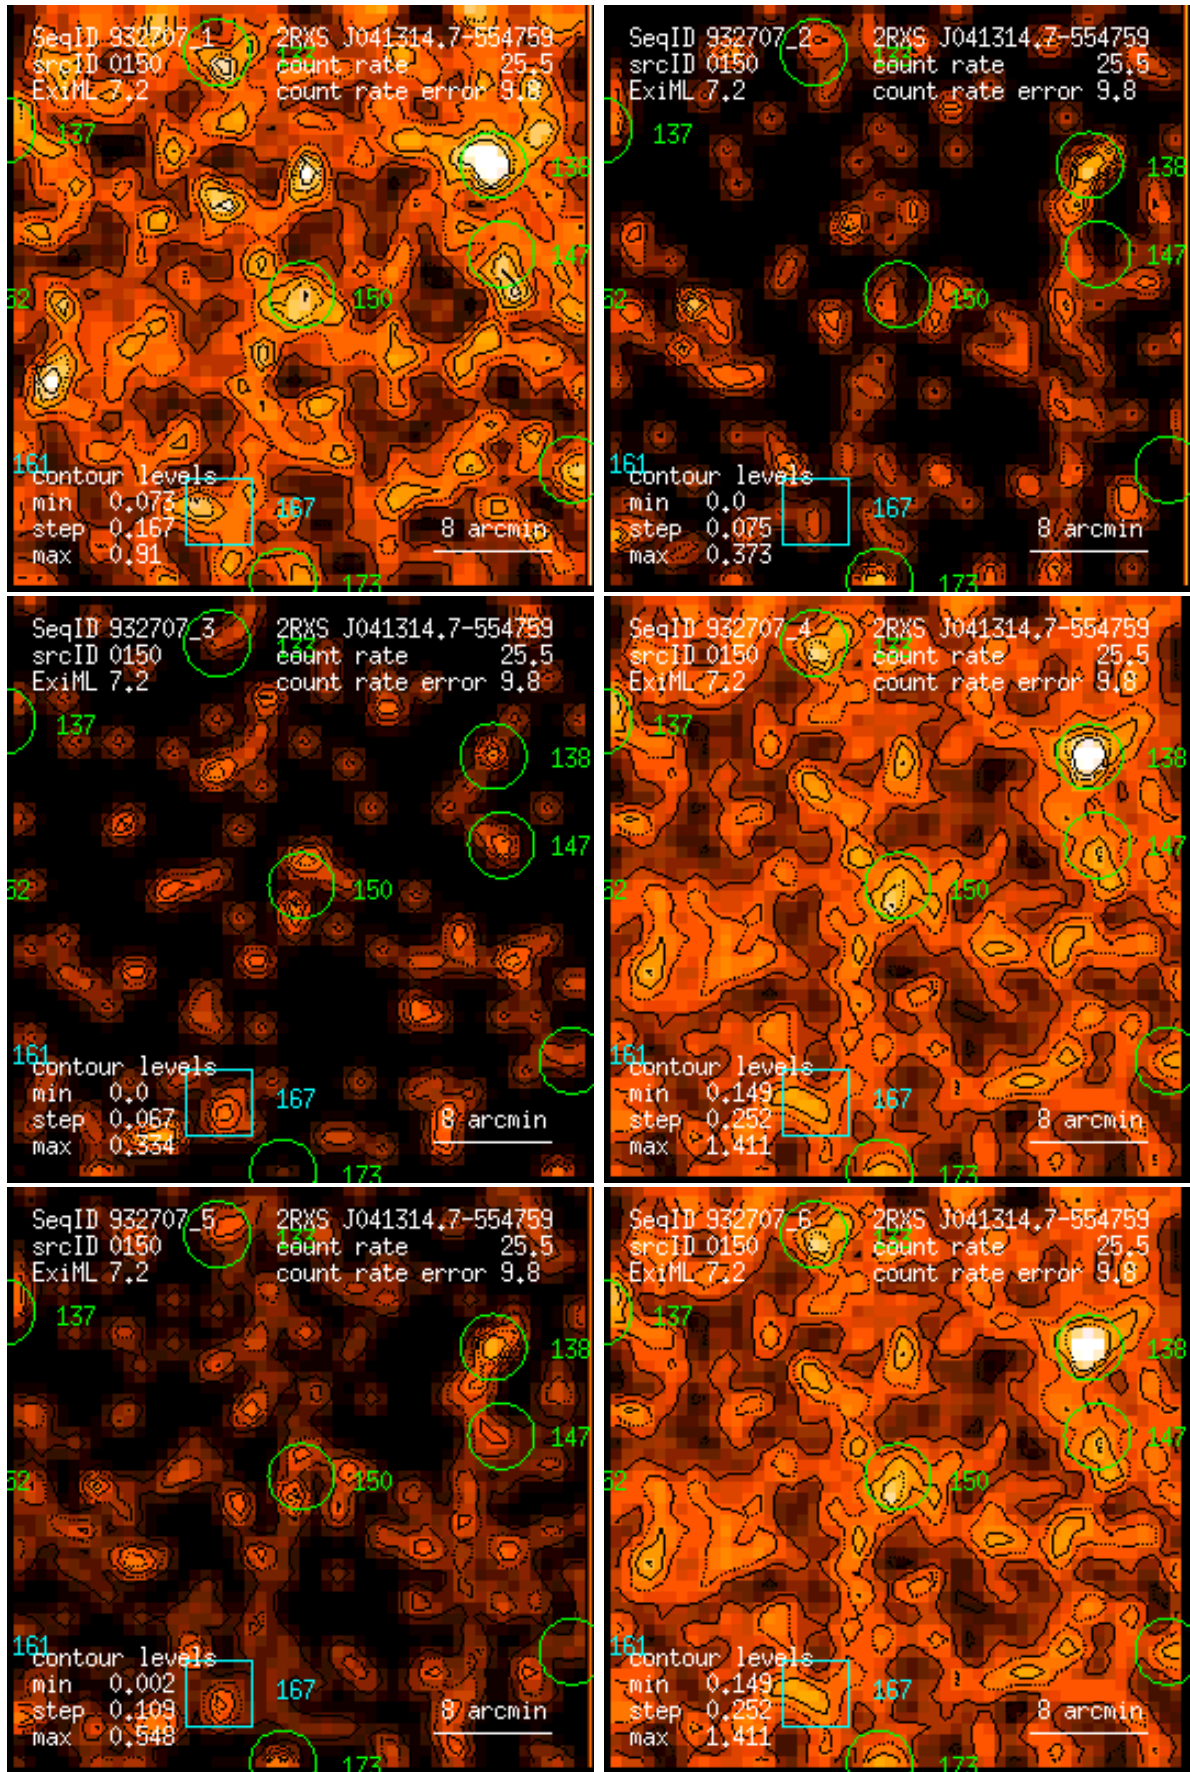 SeqID 932707_1 2RXS J041314.7-554759
srcID 0150 count rate 25.5
ExiML 7.2 count rate error 9.8
137
138
147
150
52
161
contour levels
min 0.073
step 0.167
max 0.91
167
8 arcmin
173
SeqID 932707_2 2RXS J041314.7-554759
srcID 0150 count rate 25.5
ExiML 7.2 count rate error 9.8
137
138
147
150
52
161
contour levels
min 0.0
step 0.075
max 0.373
167
8 arcmin
173
SeqID 932707_3 2RXS J041314.7-554759
srcID 0150 count rate 25.5
ExiML 7.2 count rate error 9.8
137
138
147
150
52
161
contour levels
min 0.0
step 0.067
max 0.334
167
8 arcmin
173
SeqID 932707_4 2RXS J041314.7-554759
srcID 0150 count rate 25.5
ExiML 7.2 count rate error 9.8
137
138
147
150
52
161
contour levels
min 0.149
step 0.252
max 1.411
167
8 arcmin
173
SeqID 932707_5 2RXS J041314.7-554759
srcID 0150 count rate 25.5
ExiML 7.2 count rate error 9.8
137
138
147
150
52
161
contour levels
min 0.002
step 0.109
max 0.548
167
8 arcmin
173
SeqID 932707_6 2RXS J041314.7-554759
srcID 0150 count rate 25.5
ExiML 7.2 count rate error 9.8
137
138
147
150
52
161
contour levels
min 0.149
step 0.252
max 1.411
167
8 arcmin
173